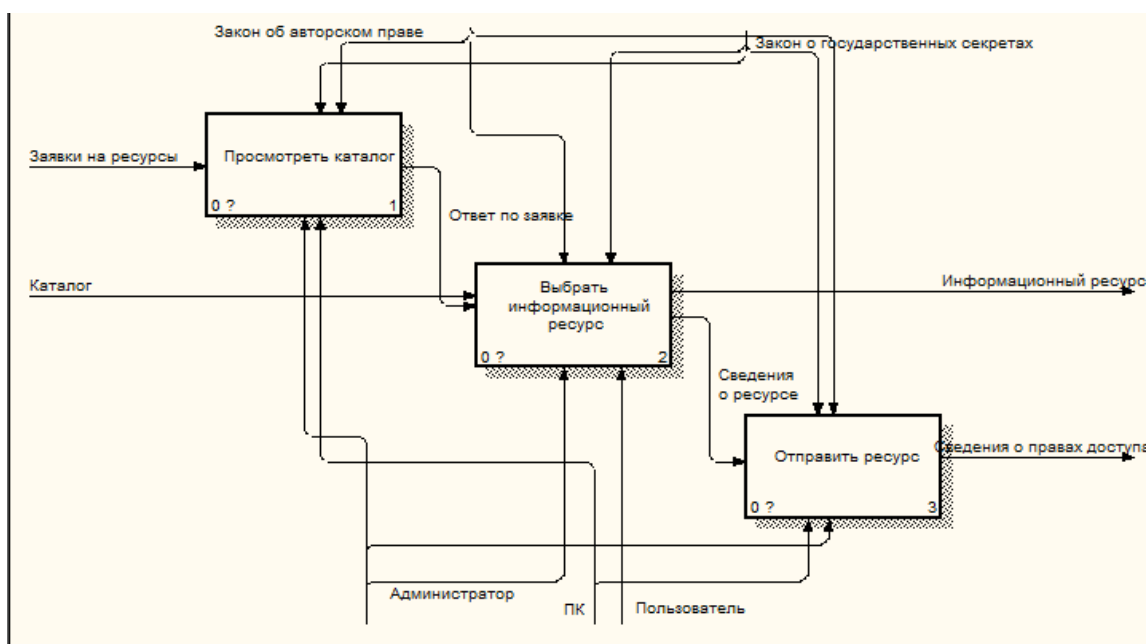 Закон об авторском праве
Закон о государственных секретах
Заявки на ресурсы
Просмотреть каталог
0 ?
1
Ответ по заявке
Каталог
Выбрать
информационный
ресурс
0 ?
2
Информационный ресурс
Сведения
о ресурсе
Отправить ресурс
0 ?
3
Сведения о правах доступа
Администратор
ПК
Пользователь